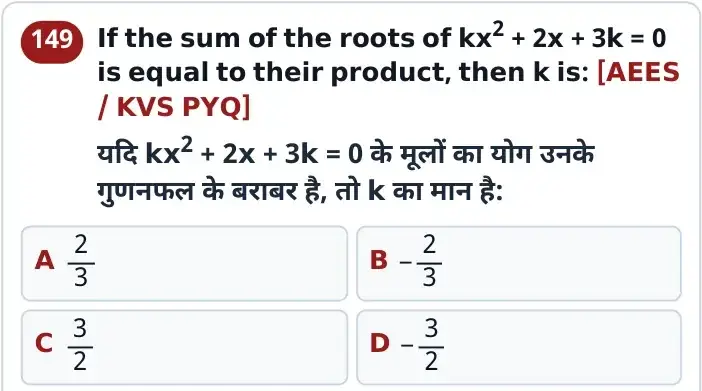 149 If the sum of the roots of kx² + 2x + 3k = 0
is equal to their product, then k is: [AEES
/ KVS PYQ]
यदि kx² + 2x + 3k = 0 के मूलों का योग उनके
गुणनफल के बराबर है, तो k का मान है:
A 2/3
B −2/3
C 3/2
D −3/2